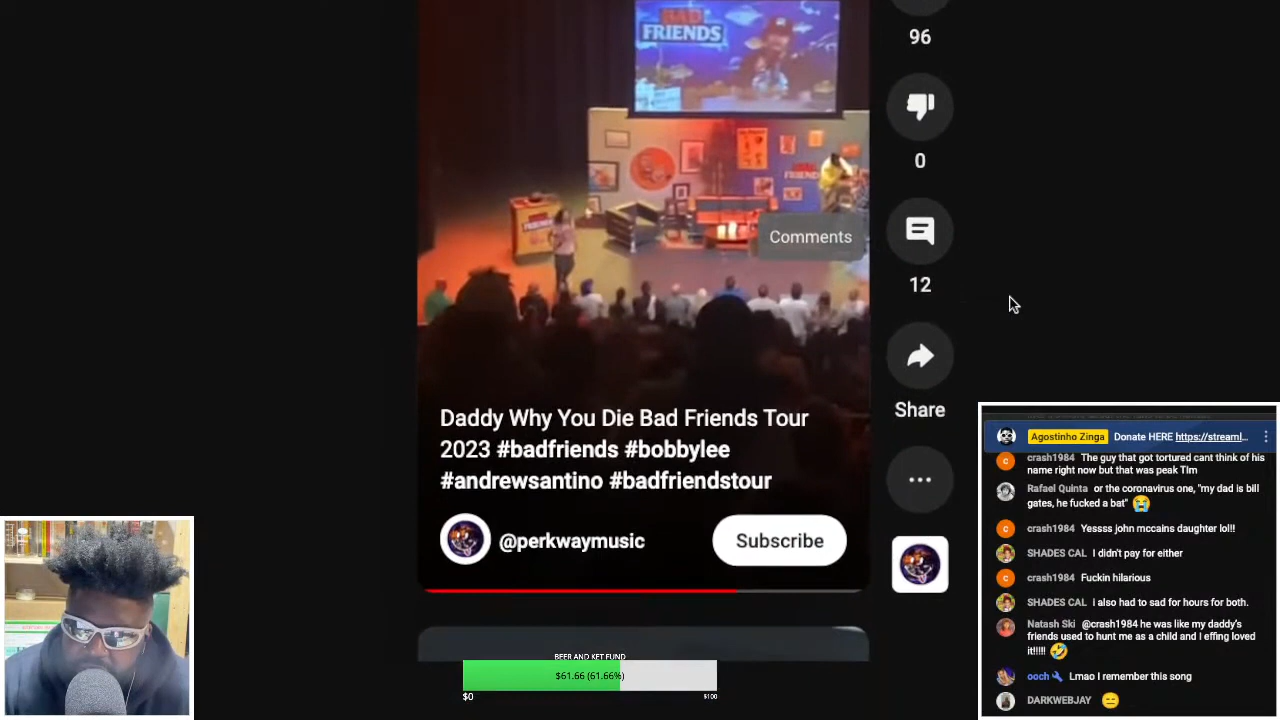 BAD
FRIENDS
96
0
Comments
12
Share
Daddy Why You Die Bad Friends Tour
2023 #badfriends #bobbylee
#andrewsantino #badfriendstour
@perkwaymusic
Subscribe
BEER AND KET FUND
$61.66 (61.66%)
$0
$100
Agostinho Zinga Donate HERE https://streaml...
crash1984 The guy that got tortured cant think of his
name right now but that was peak Tlm
Rafael Quinta or the coronavirus one, "my dad is bill
gates, he fucked a bat" 😭
crash1984 Yessss john mccains daughter lol!!
SHADES CAL I didn't pay for either
crash1984 Fuckin hilarious
SHADES CAL i also had to sad for hours for both.
Natash Ski @crash1984 he was like my daddy's
friends used to hunt me as a child and I effing loved
it!!!!! 🤣
ooch Lmao I remember this song
DARKWEBJAY 😑